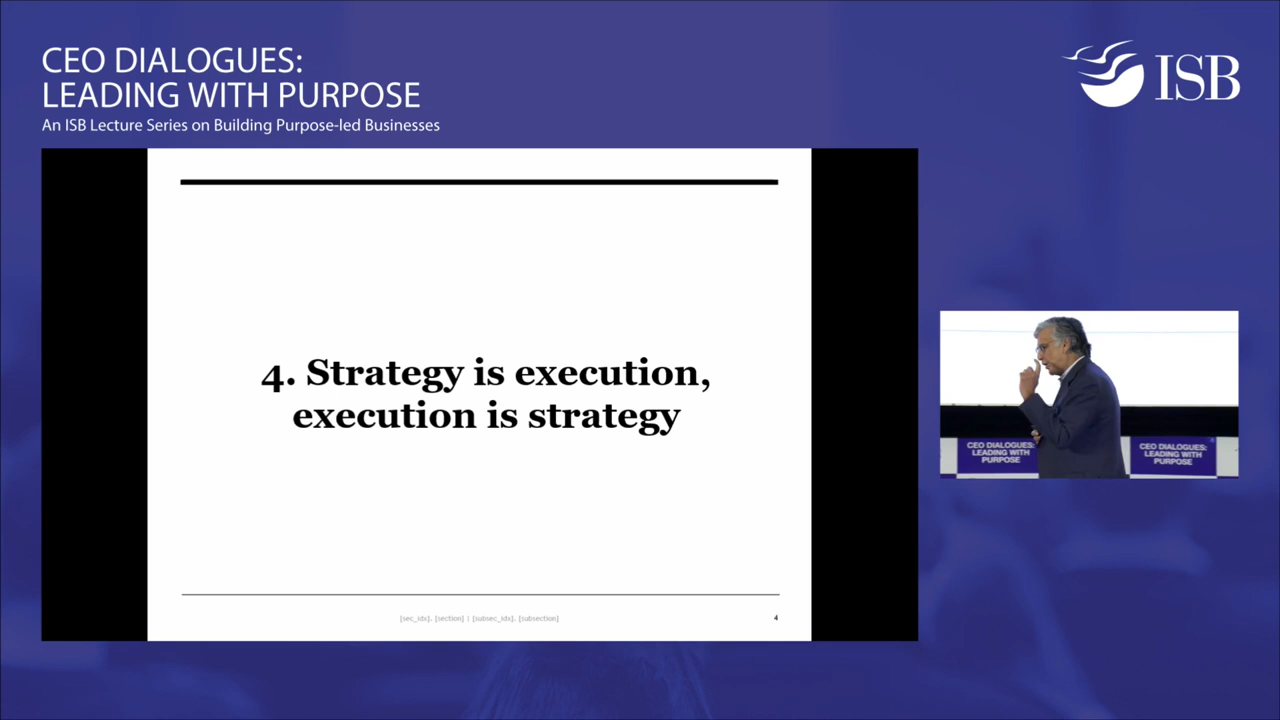 CEO DIALOGUES:
LEADING WITH PURPOSE
An ISB Lecture Series on Building Purpose-led Businesses
ISB
4. Strategy is execution,
execution is strategy
[sec_idx]. [section] | [subsec_idx]. [subsection]
4
CEO DIALOGUES:
LEADING WITH
PURPOSE
CEO DIALOGUES:
LEADING WITH
PURPOSE